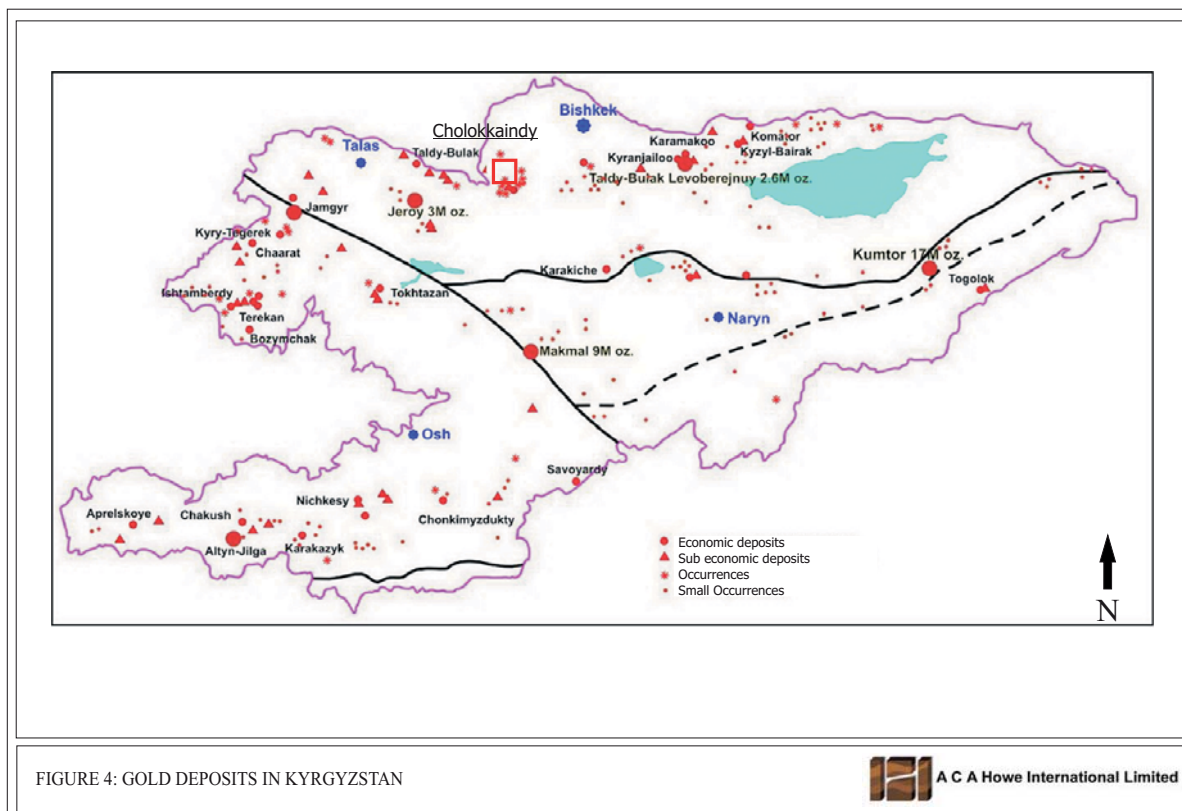 Bishkek
Cholokkaindy
Karamakoo
Komator
Talas
Taldy-Bulak
Kyzyl-Bairak
Kyranjailoo
Taldy-Bulak Levoberejnuy 2.6M oz.
Jamgyr
Jeroy 3M oz.
Kyry-Tegerek
Chaarat
Kumtor 17M oz.
Karakiche
Togolok
Ishtamberdy
Tokhtazan
Terekan
Naryn
Bozymchak
Makmal 9M oz.
Osh
Savoyardy
Nichkesy
Aprelskoye
Chakush
Chonkimyzdukty
Altyn-Jilga
Karakazyk
Economic deposits
Sub economic deposits
Occurrences
Small Occurrences
N
FIGURE 4: GOLD DEPOSITS IN KYRGYZSTAN
A C A Howe International Limited